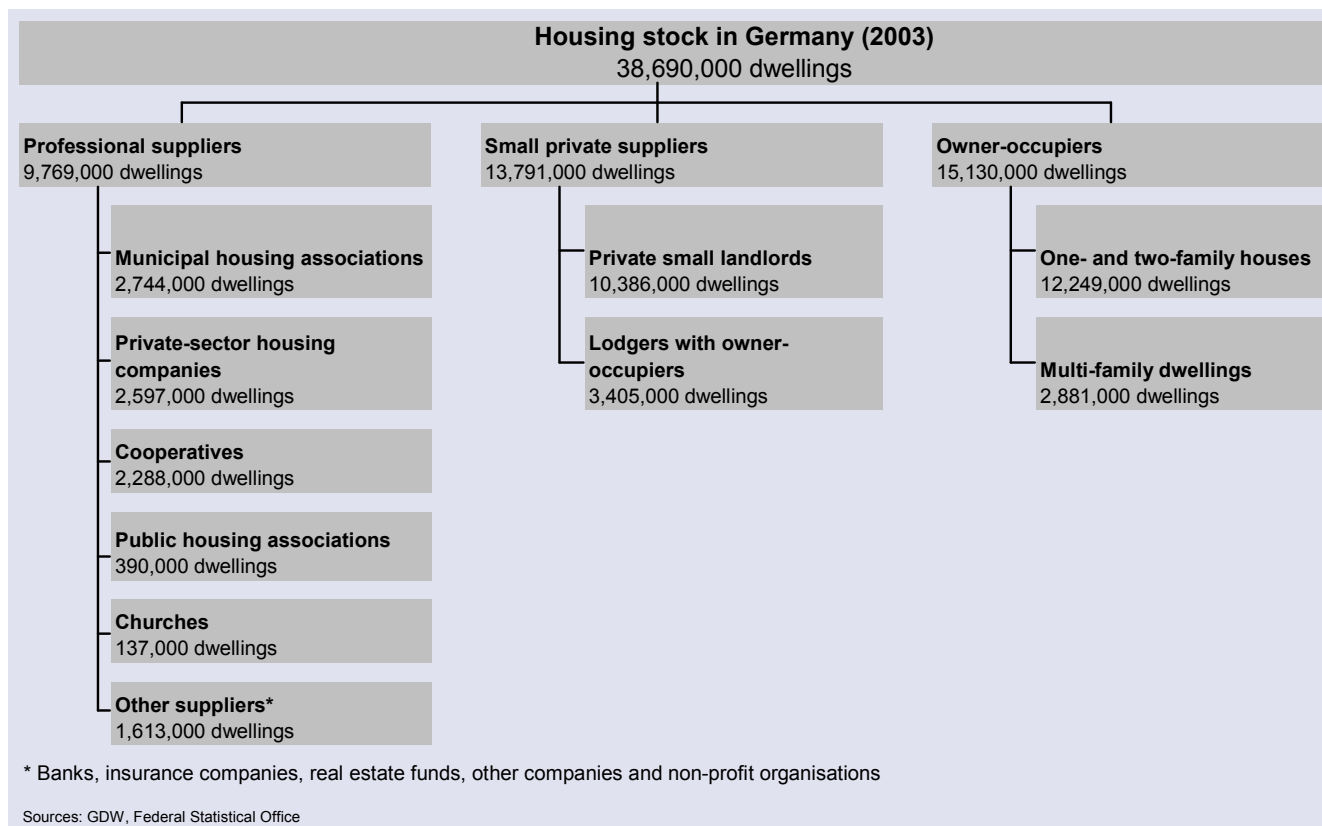 Housing stock in Germany (2003)
38,690,000 dwellings
Professional suppliers
9,769,000 dwellings
Municipal housing associations
2,744,000 dwellings
Private-sector housing
companies
2,597,000 dwellings
Cooperatives
2,288,000 dwellings
Public housing associations
390,000 dwellings
Churches
137,000 dwellings
Other suppliers*
1,613,000 dwellings
Small private suppliers
13,791,000 dwellings
Private small landlords
10,386,000 dwellings
Lodgers with owner-
occupiers
3,405,000 dwellings
Owner-occupiers
15,130,000 dwellings
One- and two-family houses
12,249,000 dwellings
Multi-family dwellings
2,881,000 dwellings
* Banks, insurance companies, real estate funds, other companies and non-profit organisations
Sources: GDW, Federal Statistical Office